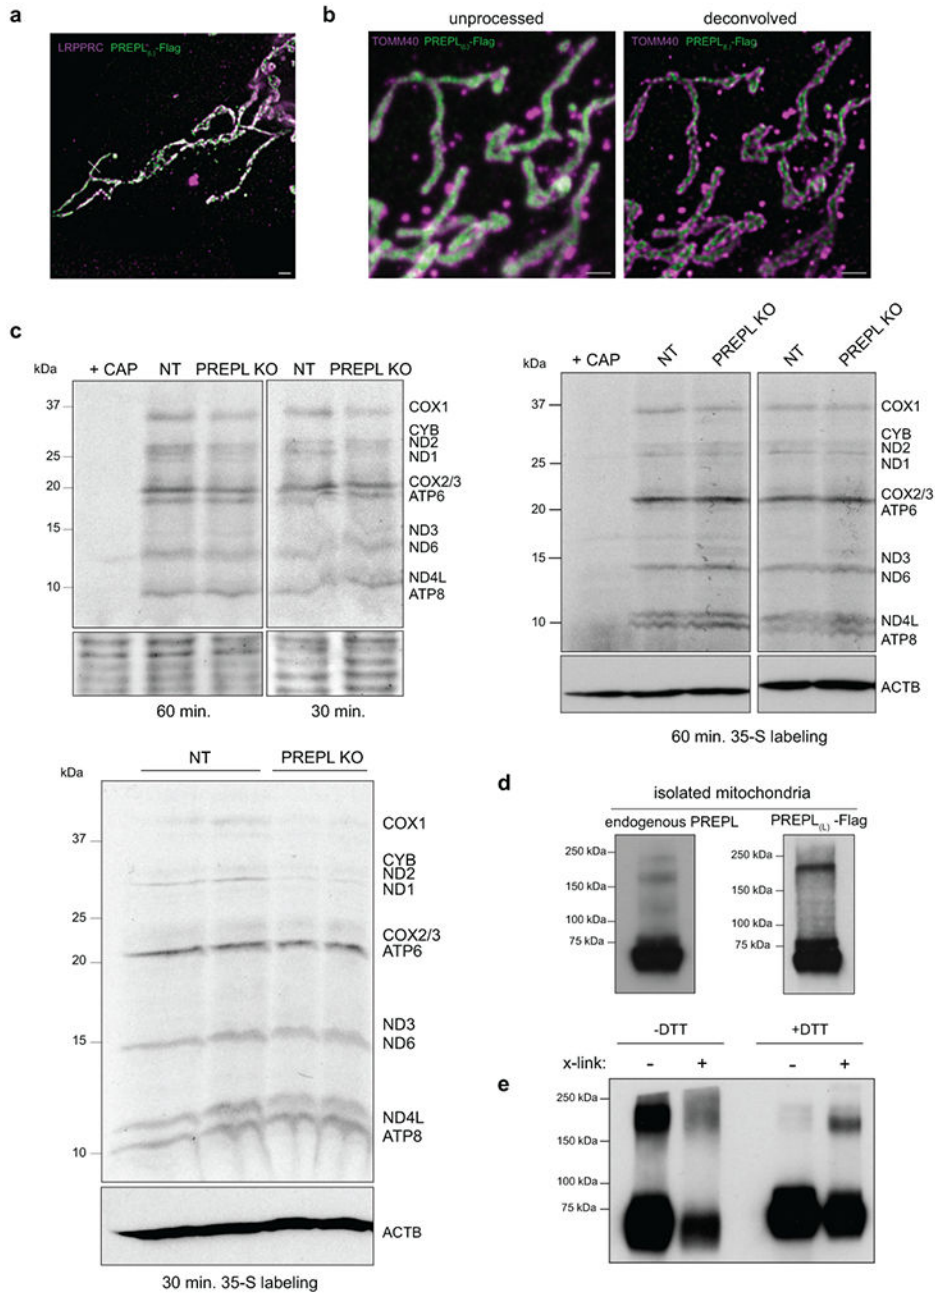 a
LRPPRC PREPL(L)-Flag
b
unprocessed
deconvolved
TOMM40 PREPL(L)-Flag
TOMM40 PREPL(L)-Flag
c
kDa
+ CAP NT PREPL KO NT PREPL KO
37
25
20
15
10
COX1
CYB
ND2
ND1
COX2/3
ATP6
ND3
ND6
ND4L
ATP8
60 min.
30 min.
kDa
+ CAP NT PREPL KO NT PREPL KO
37
25
20
15
10
COX1
CYB
ND2
ND1
COX2/3
ATP6
ND3
ND6
ND4L
ATP8
ACTB
60 min. 35-S labeling
kDa
NT PREPL KO
37
25
20
15
10
COX1
CYB
ND2
ND1
COX2/3
ATP6
ND3
ND6
ND4L
ATP8
ACTB
30 min. 35-S labeling
d
isolated mitochondria
endogenous PREPL
PREPL(L)-Flag
250 kDa
150 kDa
100 kDa
75 kDa
250 kDa
150 kDa
100 kDa
75 kDa
e
-DTT +DTT
x-link: - + - +
250 kDa
150 kDa
100 kDa
75 kDa